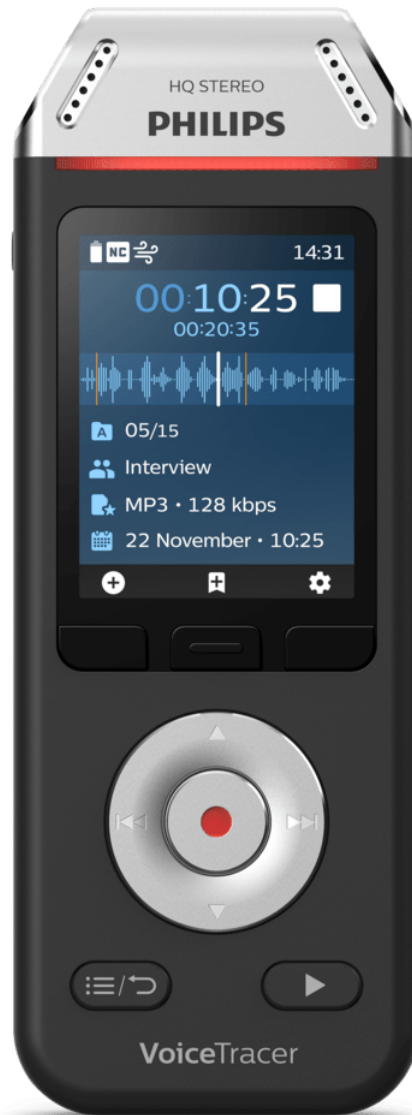 HQ STEREO
PHILIPS
NC 14:31
00:10:25
00:20:35
A 05/15
Interview
MP3 • 128 kbps
22 November • 10:25
VoiceTracer